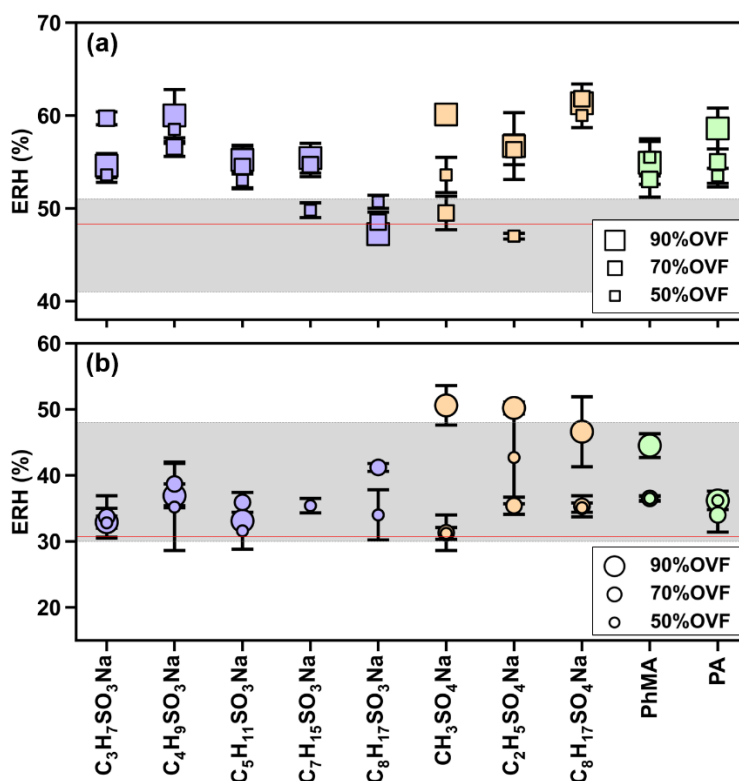 (a)
ERH (%)
70
60
50
40
90%OVF
70%OVF
50%OVF
(b)
ERH (%)
60
50
40
30
20
90%OVF
70%OVF
50%OVF
C₃H₇SO₃Na
C₄H₉SO₃Na
C₅H₁₁SO₃Na
C₇H₁₅SO₃Na
C₈H₁₇SO₃Na
CH₃SO₄Na
C₂H₅SO₄Na
C₈H₁₇SO₄Na
PhMA
PA